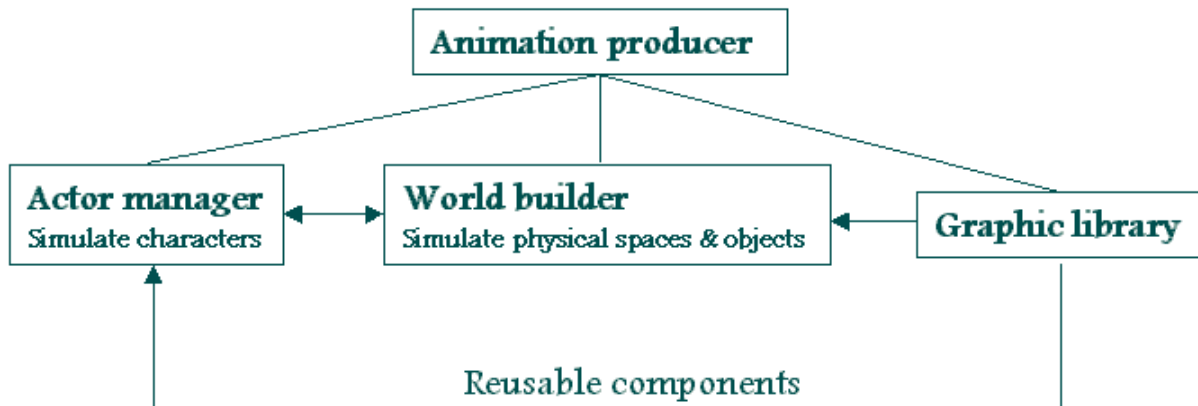 Animation producer
Actor manager
Simulate characters
World builder
Simulate physical spaces & objects
Graphic library
Reusable components